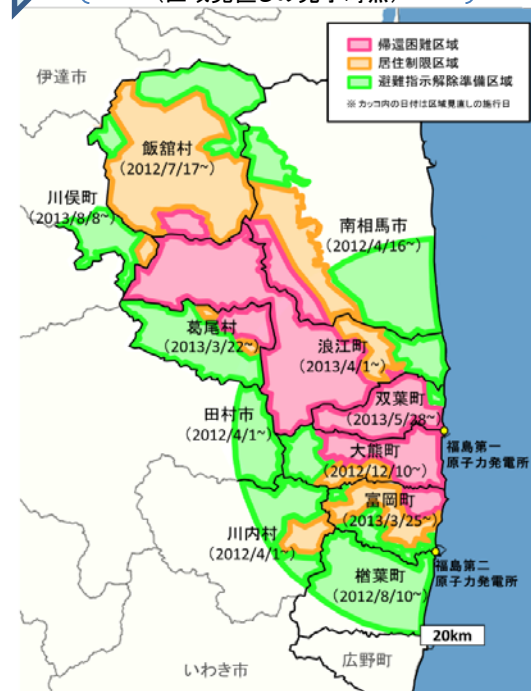 帰還困難区域
居住制限区域
避難指示解除準備区域
※ カッコ内の日付は区域見直しの施行日
伊達市
飯舘村
(2012/7/17~)
川俣町
(2013/8/8~)
南相馬市
(2012/4/16~)
葛尾村
(2013/3/22~)
浪江町
(2013/4/1~)
田村市
(2012/4/1~)
双葉町
(2013/5/28~)
福島第一
原子力発電所
大熊町
(2012/12/10~)
富岡町
(2013/3/25~)
川内村
(2012/4/1~)
福島第二
原子力発電所
楢葉町
(2012/8/10~)
20km
広野町
いわき市